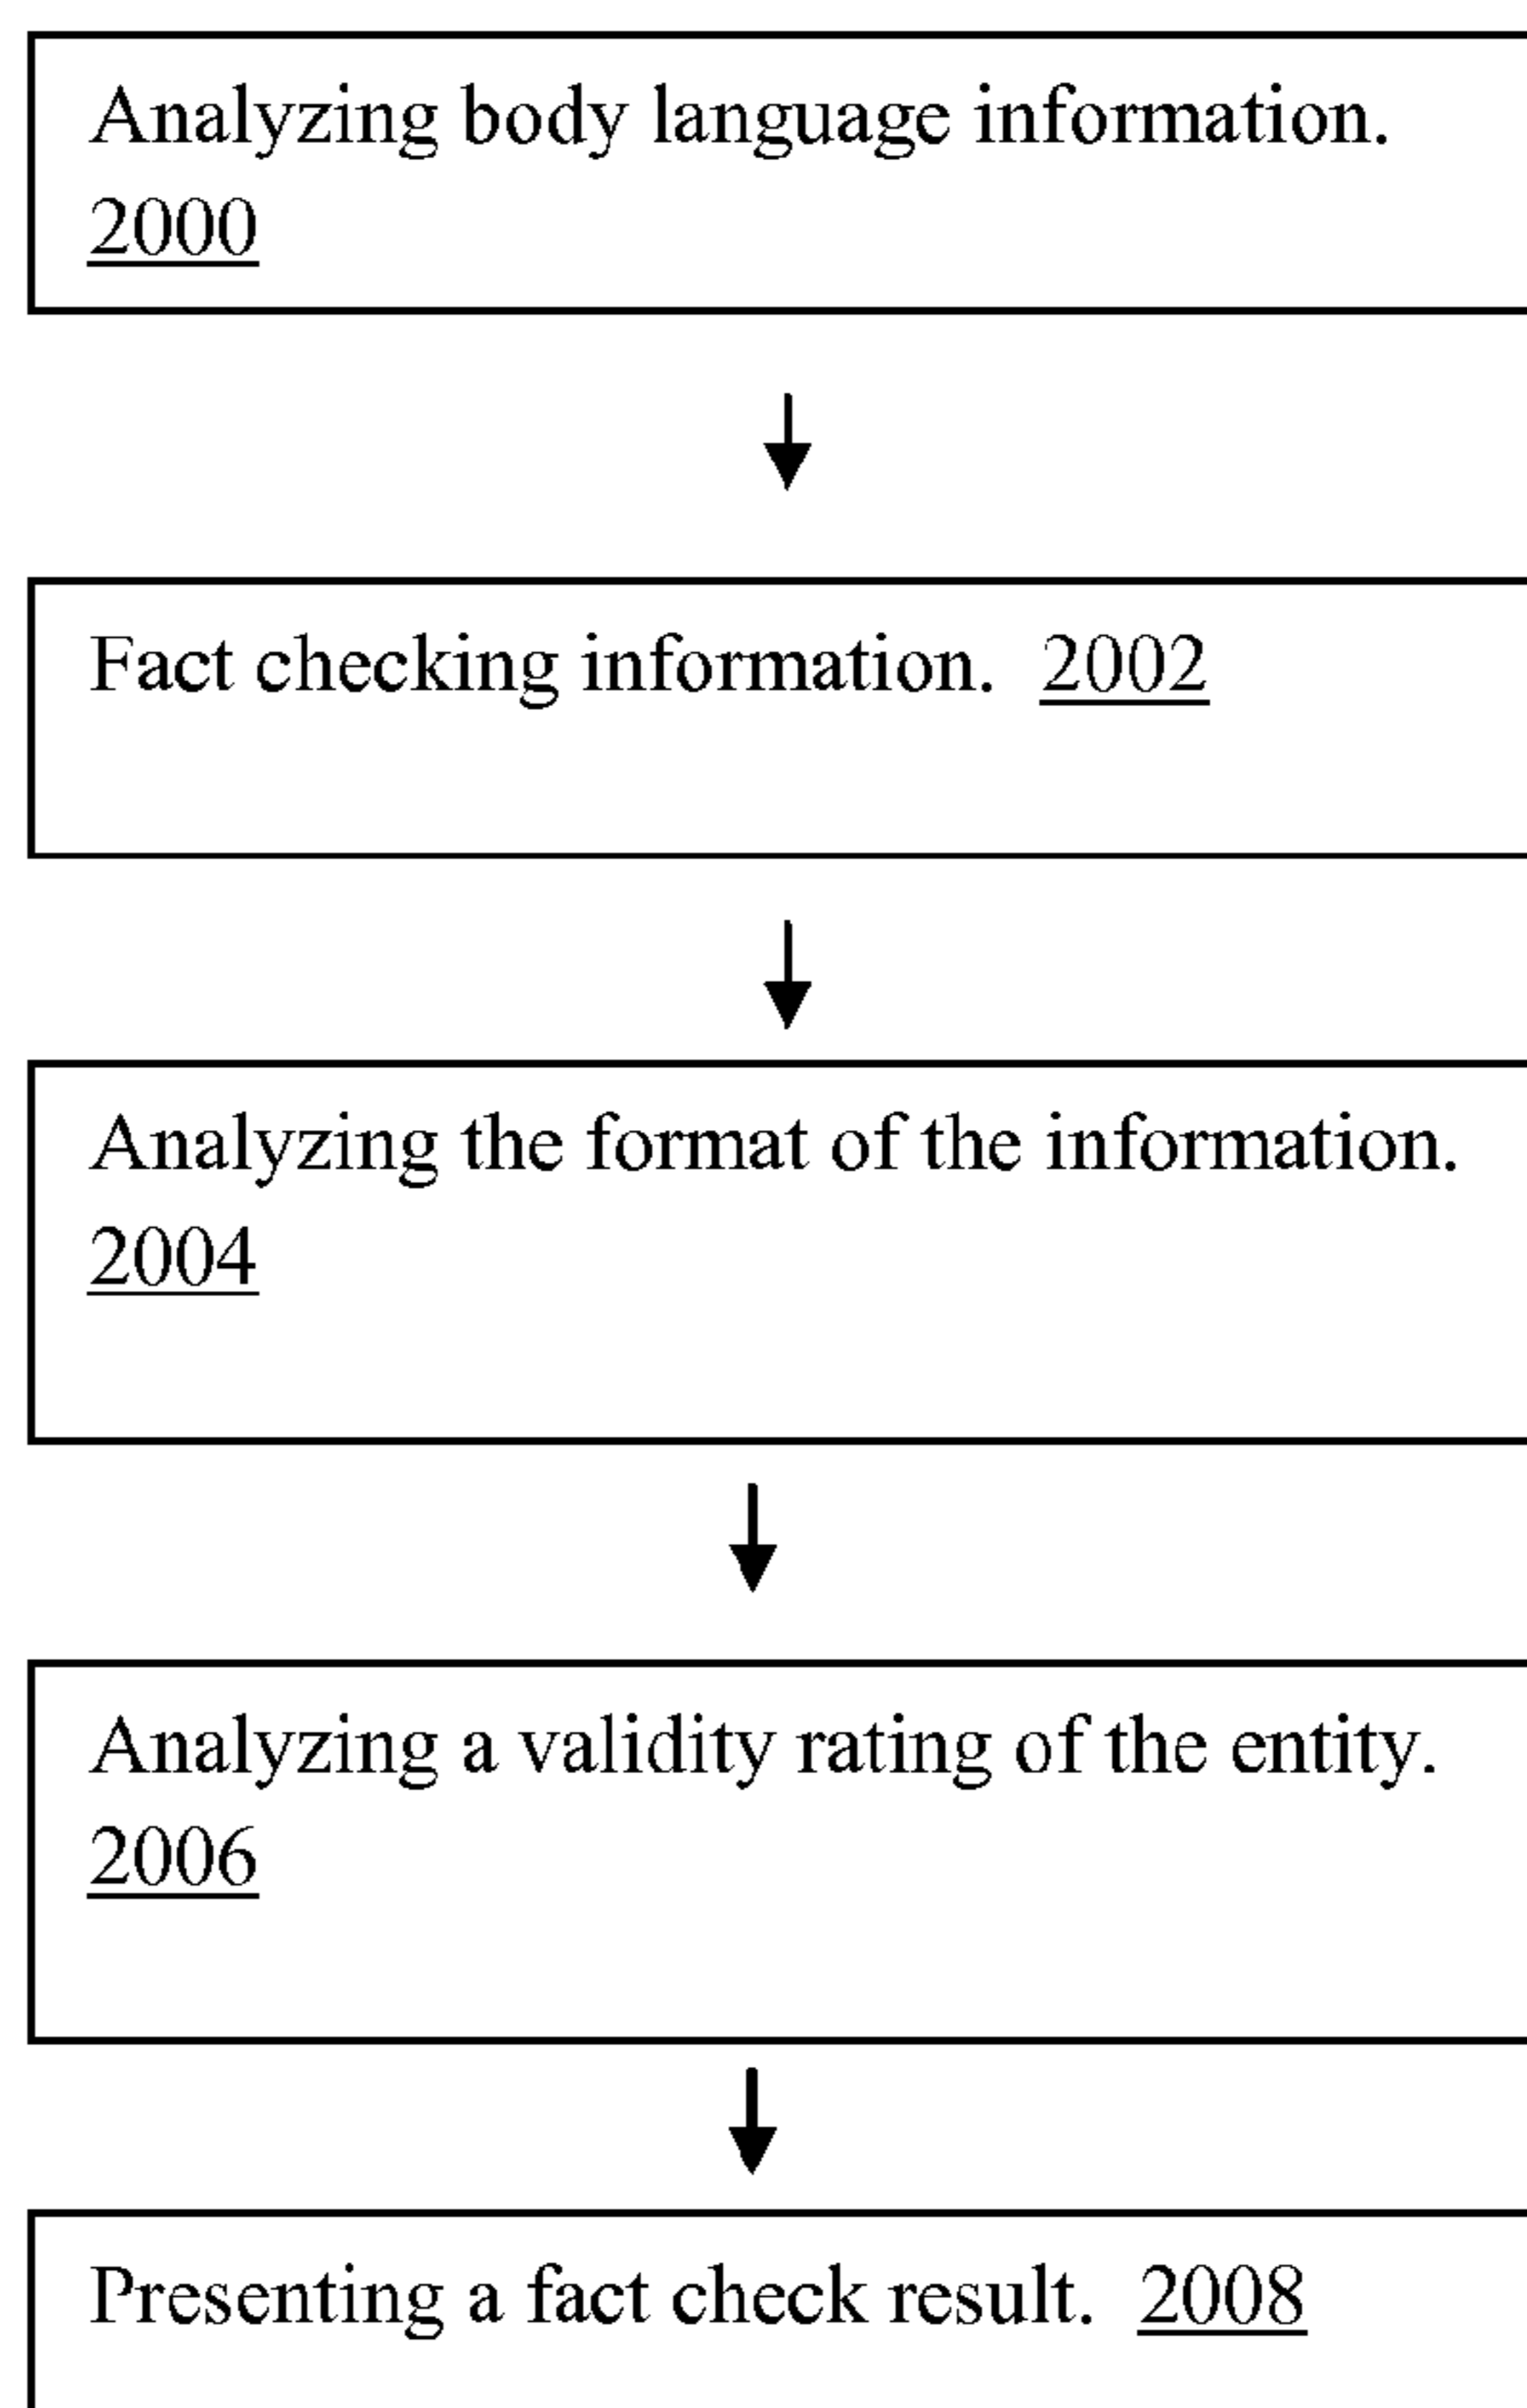 Analyzing body language information.
2000
Fact checking information. 2002
Analyzing the format of the information.
2004
Analyzing a validity rating of the entity.
2006
Presenting a fact check result. 2008